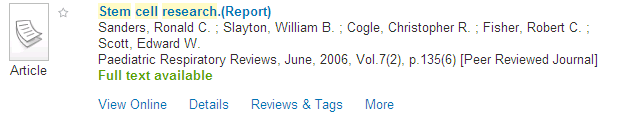 Stem cell research.(Report)
Sanders, Ronald C. ; Slayton, William B. ; Cogle, Christopher R. ; Fisher, Robert C. ;
Scott, Edward W.
Paediatric Respiratory Reviews, June, 2006, Vol.7(2), p.135(6) [Peer Reviewed Journal]
Article
Full text available
View Online Details Reviews & Tags More